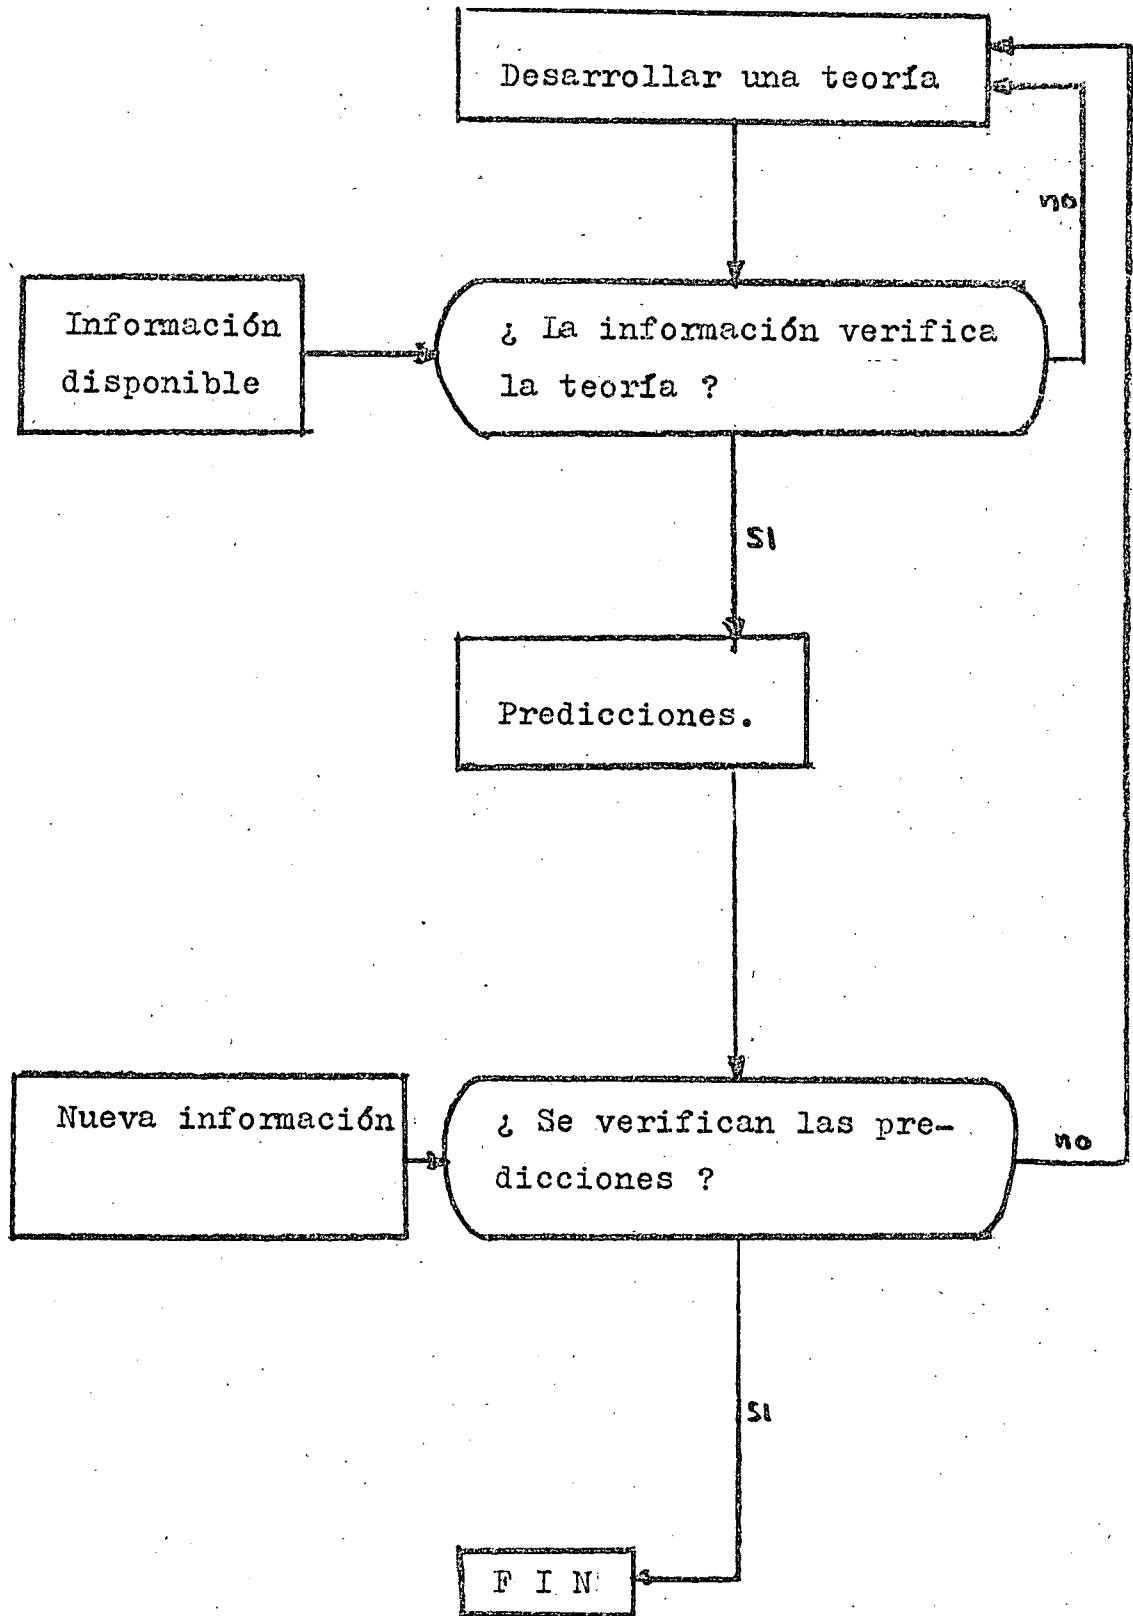 Desarrollar una teoría
no
Información
disponible
¿ La información verifica
la teoría ?
SI
Predicciones.
Nueva información
¿ Se verifican las pre-
dicciones ?
no
SI
F I N